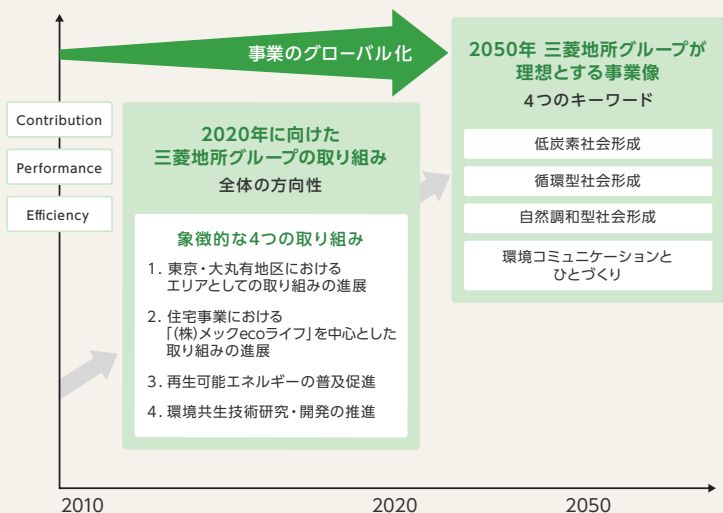 事業のグローバル化
2050年 三菱地所グループが
理想とする事業像
4つのキーワード
低炭素社会形成
循環型社会形成
自然調和型社会形成
環境コミュニケーションと
ひとづくり
Contribution
Performance
Efficiency
2020年に向けた
三菱地所グループの取り組み
全体の方向性
象徴的な4つの取り組み
1. 東京・大丸有地区における
エリアとしての取り組みの進展
2. 住宅事業における
「(株)メックecoライフ」を中心とした
取り組みの進展
3. 再生可能エネルギーの普及促進
4. 環境共生技術研究・開発の推進
2010
2020
2050